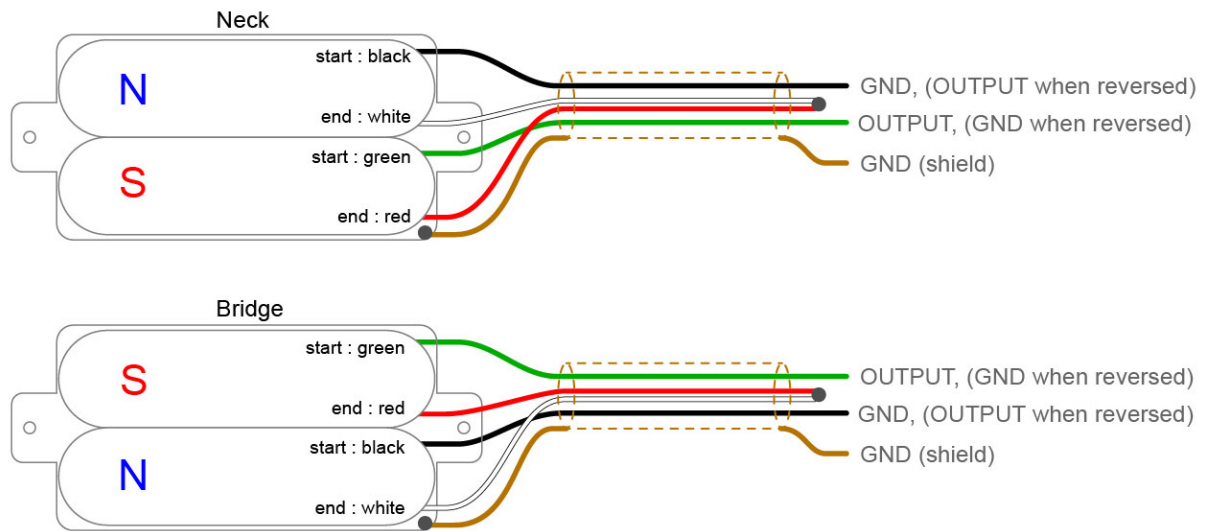 Neck
start : black
N
end : white
start : green
S
end : red
GND, (OUTPUT when reversed)
OUTPUT, (GND when reversed)
GND (shield)
Bridge
start : green
S
end : red
start : black
N
end : white
OUTPUT, (GND when reversed)
GND, (OUTPUT when reversed)
GND (shield)